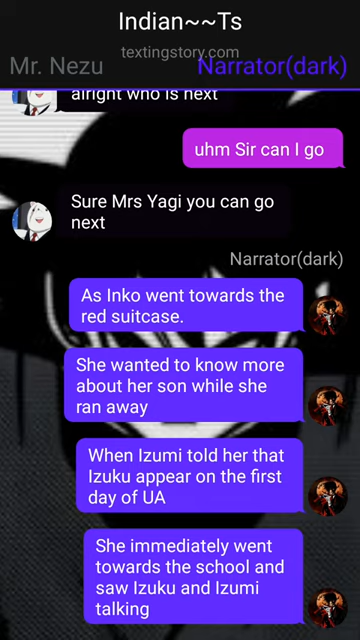 Indian~~Ts
textingstory.com
Mr. Nezu
Narrator(dark)
alright who is next
uhm Sir can I go
Sure Mrs Yagi you can go
next
Narrator(dark)
As Inko went towards the
red suitcase.
She wanted to know more
about her son while she
ran away
When Izumi told her that
Izuku appear on the first
day of UA
She immediately went
towards the school and
saw Izuku and Izumi
talking